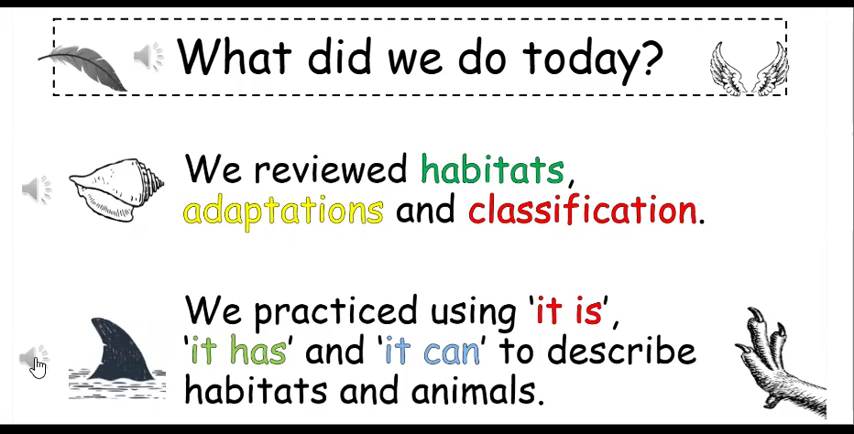 What did we do today?
We reviewed habitats,
adaptations and classification.
We practiced using ‘it is’,
‘it has’ and ‘it can’ to describe
habitats and animals.